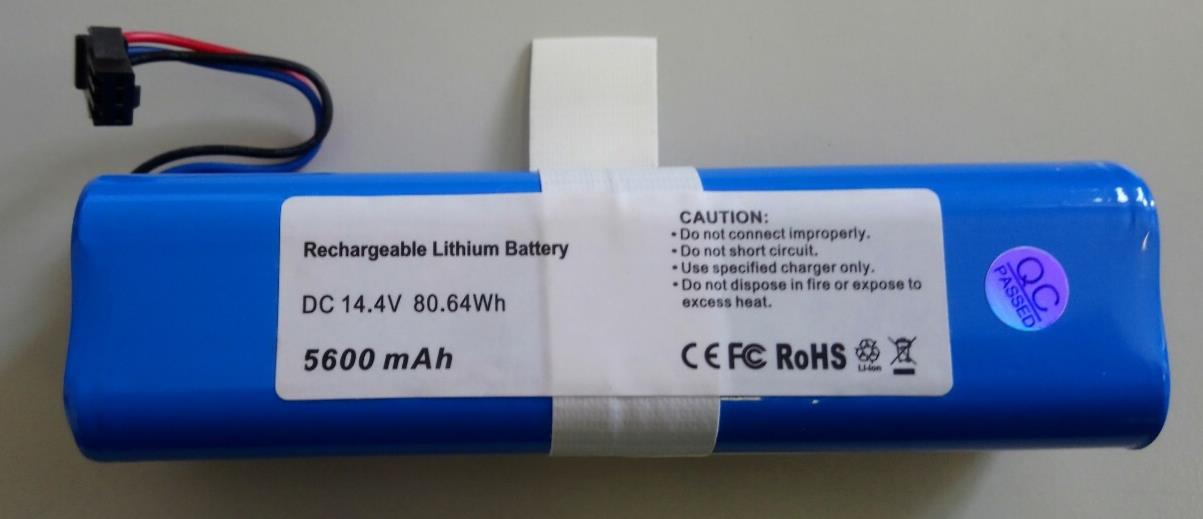 Rechargeable Lithium Battery
DC 14.4V 80.64Wh
5600 mAh
CAUTION:
• Do not connect improperly.
• Do not short circuit.
• Use specified charger only.
• Do not dispose in fire or expose to
excess heat.
CE FC RoHS Li-ion
QC
PASSED